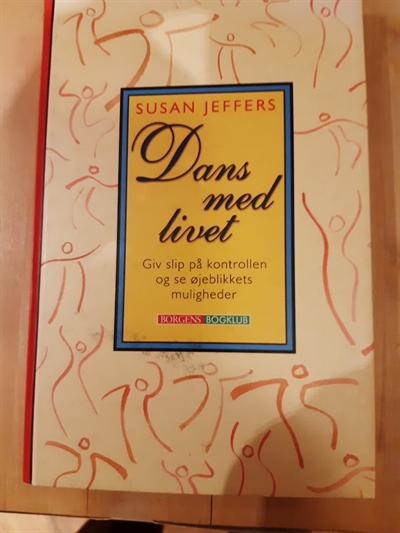 SUSAN JEFFERS
Dans
med
livet
Giv slip på kontrollen
og se øjeblikkets
muligheder
BORGENS BOGKLUB